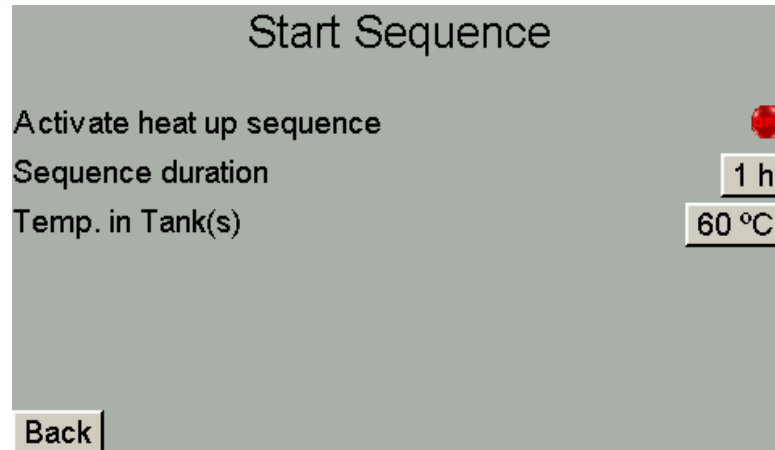 Start Sequence
Activate heat up sequence
Sequence duration 1 h
Temp. in Tank(s) 60 ºC
Back